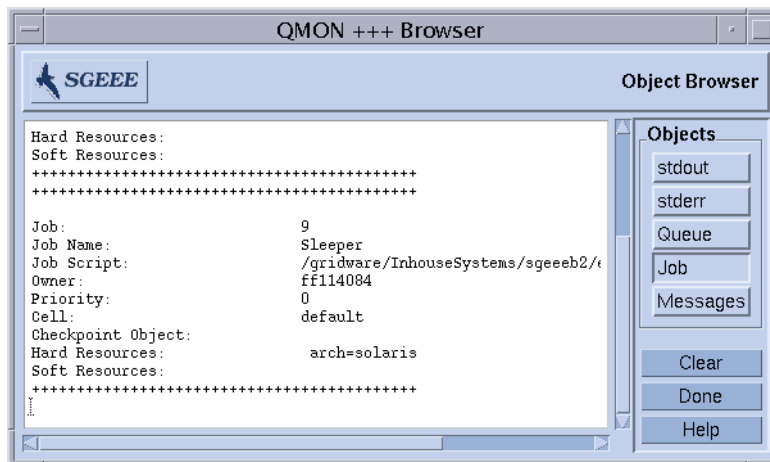 QMON +++ Browser
SGEEE
Object Browser
Hard Resources:
Soft Resources:
+++++++++++++++++++++++++++++++++++++++++++
+++++++++++++++++++++++++++++++++++++++++++
Job: 9
Job Name: Sleeper
Job Script: /gridware/InhouseSystems/sgeeeb2/e
Owner: ff114084
Priority: 0
Cell: default
Checkpoint Object:
Hard Resources: arch=solaris
Soft Resources:
+++++++++++++++++++++++++++++++++++++++++++
Objects
stdout
stderr
Queue
Job
Messages
Clear
Done
Help